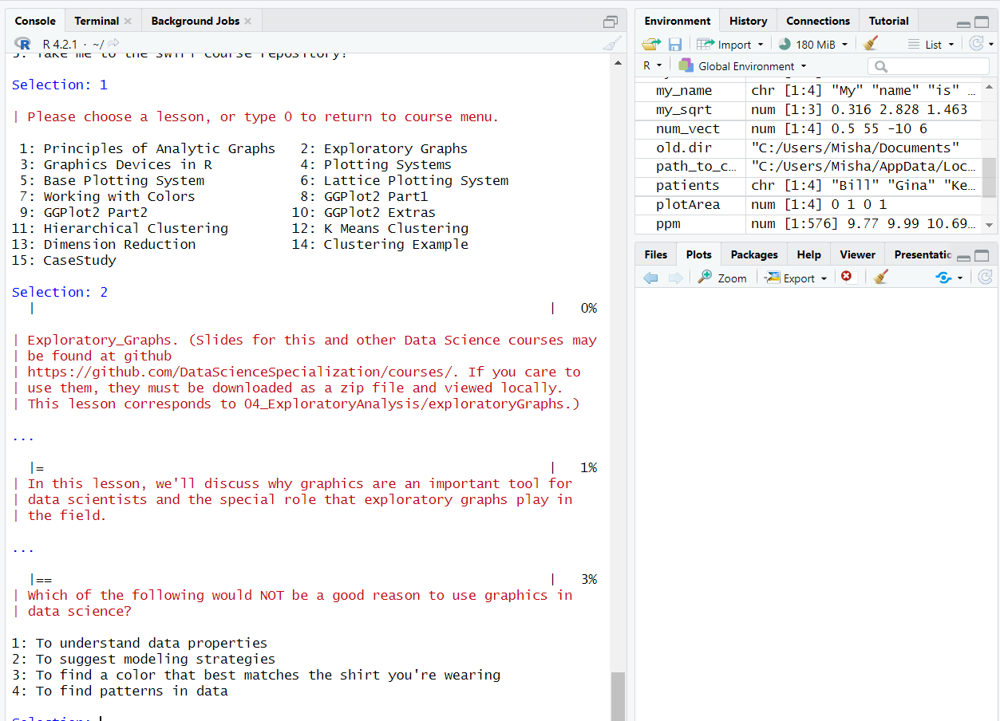 Console Terminal Background Jobs
R 4.2.1 · ~/
5: Take me to the swirl course repository!
Selection: 1
| Please choose a lesson, or type 0 to return to course menu.
1: Principles of Analytic Graphs 2: Exploratory Graphs
3: Graphics Devices in R 4: Plotting Systems
5: Base Plotting System 6: Lattice Plotting System
7: Working with Colors 8: GGPlot2 Part1
9: GGPlot2 Part2 10: GGPlot2 Extras
11: Hierarchical Clustering 12: K Means Clustering
13: Dimension Reduction 14: Clustering Example
15: CaseStudy
Selection: 2
| | 0%
| Exploratory_Graphs. (Slides for this and other Data Science courses may
| be found at github
| https://github.com/DataScienceSpecialization/courses/. If you care to
| use them, they must be downloaded as a zip file and viewed locally.
| This lesson corresponds to 04_ExploratoryAnalysis/exploratoryGraphs.)
...
|= | 1%
| In this lesson, we'll discuss why graphics are an important tool for
| data scientists and the special role that exploratory graphs play in
| the field.
...
|== | 3%
| Which of the following would NOT be a good reason to use graphics in
| data science?
1: To understand data properties
2: To suggest modeling strategies
3: To find a color that best matches the shirt you're wearing
4: To find patterns in data
Selection:
Environment History Connections Tutorial
Import 180 MiB List
R Global Environment
my_name chr [1:4] "My" "name" "is" …
my_sqrt num [1:3] 0.316 2.828 1.463
num_vect num [1:4] 0.5 55 -10 6
old.dir "C:/Users/Misha/Documents"
path_to_c… "C:/Users/Misha/AppData/Loc…
patients chr [1:4] "Bill" "Gina" "Ke…
plotArea num [1:4] 0 1 0 1
ppm num [1:576] 9.77 9.99 10.69…
Files Plots Packages Help Viewer Presentatic
Zoom Export